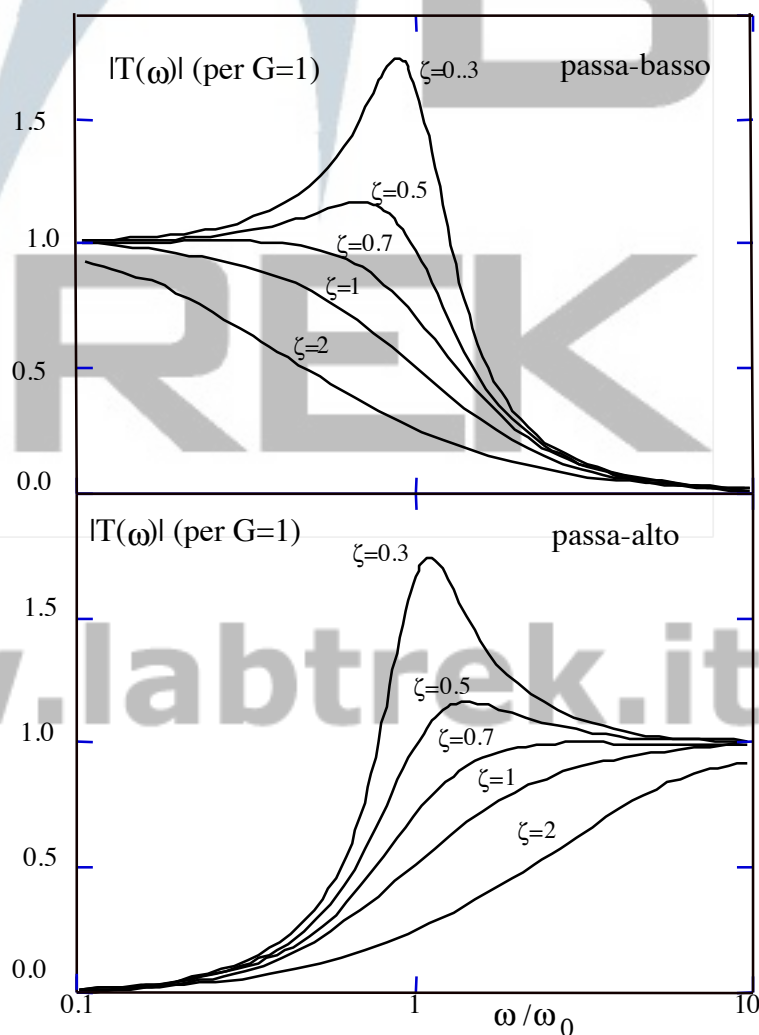 |T(ω)| (per G=1)
passa-basso
ζ=0..3
1.5
ζ=0.5
1.0
ζ=0.7
ζ=1
ζ=2
0.5
REK
0.0
|T(ω)| (per G=1)
passa-alto
ζ=0.3
1.5
.labtrek.it
ζ=0.5
1.0
ζ=0.7
ζ=1
ζ=2
0.5
0.0
0.1
1
10
ω/ω0